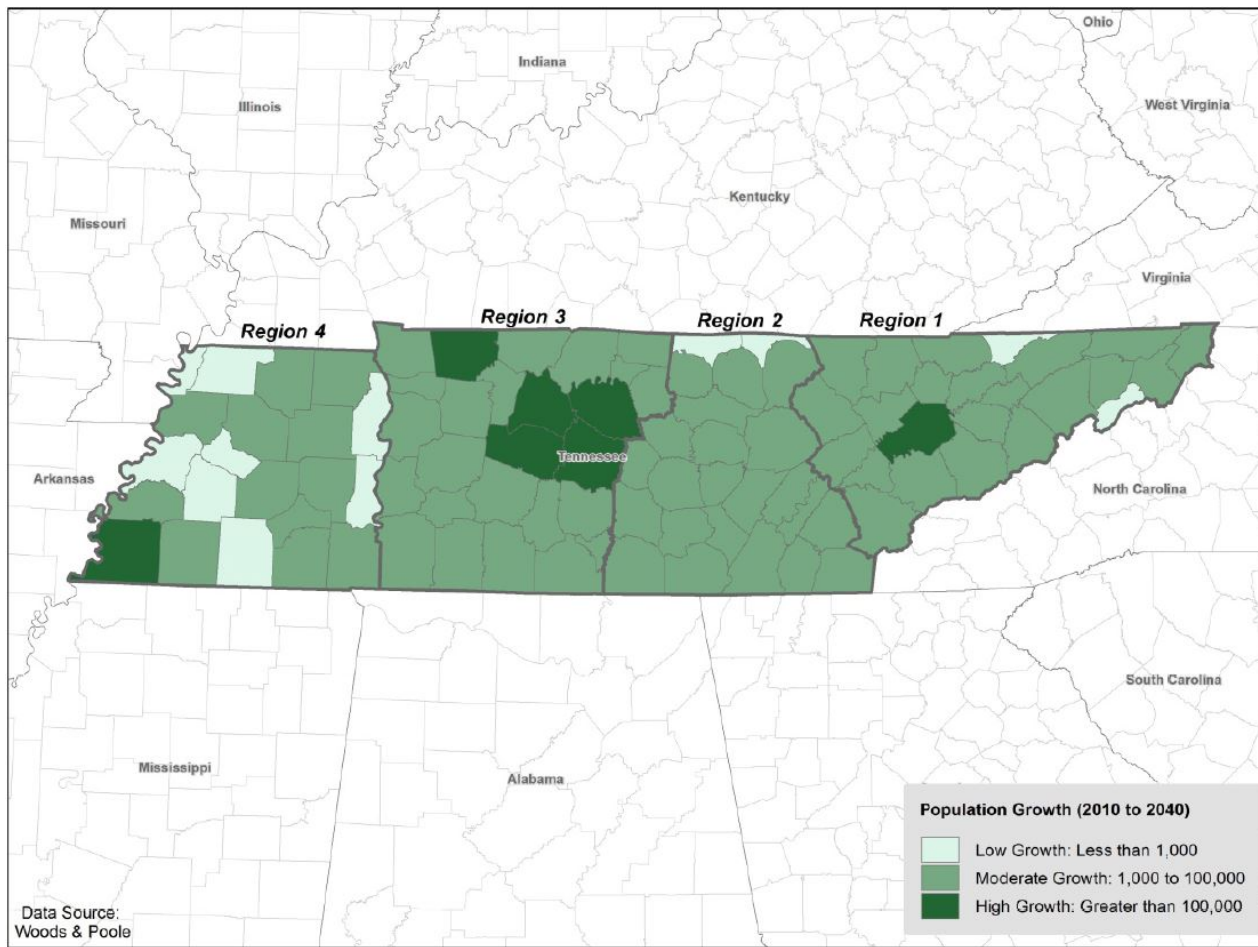 Ohio
Indiana
West Virginia
Illinois
Kentucky
Missouri
Virginia
Region 4
Region 3
Region 2
Region 1
Tennessee
Arkansas
North Carolina
South Carolina
Mississippi
Alabama
Population Growth (2010 to 2040)
Low Growth: Less than 1,000
Moderate Growth: 1,000 to 100,000
High Growth: Greater than 100,000
Data Source:
Woods & Poole